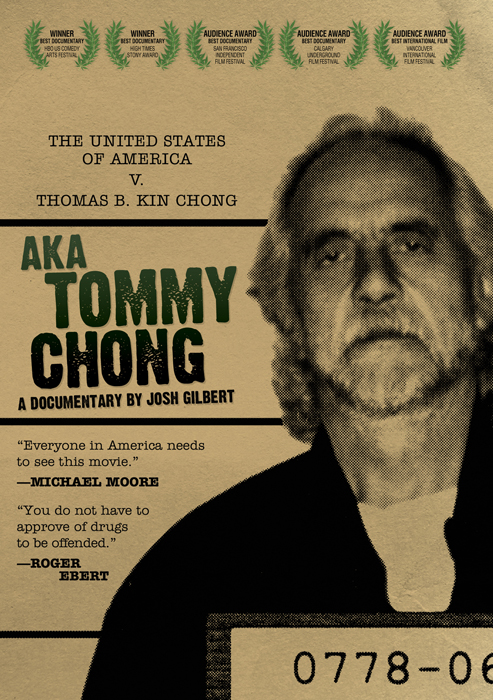 WINNER
BEST DOCUMENTARY
HBO US COMEDY
ARTS FESTIVAL
WINNER
BEST DOCUMENTARY
HIGH TIMES
STONY AWARD
AUDIENCE AWARD
BEST DOCUMENTARY
SAN FRANCISCO
INDEPENDENT
FILM FESTIVAL
AUDIENCE AWARD
BEST DOCUMENTARY
CALGARY
UNDERGROUND
FILM FESTIVAL
AUDIENCE AWARD
BEST INTERNATIONAL FILM
VANCOUVER
INTERNATIONAL
FILM FESTIVAL
THE UNITED STATES
OF AMERICA
V.
THOMAS B. KIN CHONG
AKA
TOMMY
CHONG
A DOCUMENTARY BY JOSH GILBERT
“Everyone in America needs
to see this movie.”
—MICHAEL MOORE
“You do not have to
approve of drugs
to be offended.”
—ROGER
EBERT
0778-06